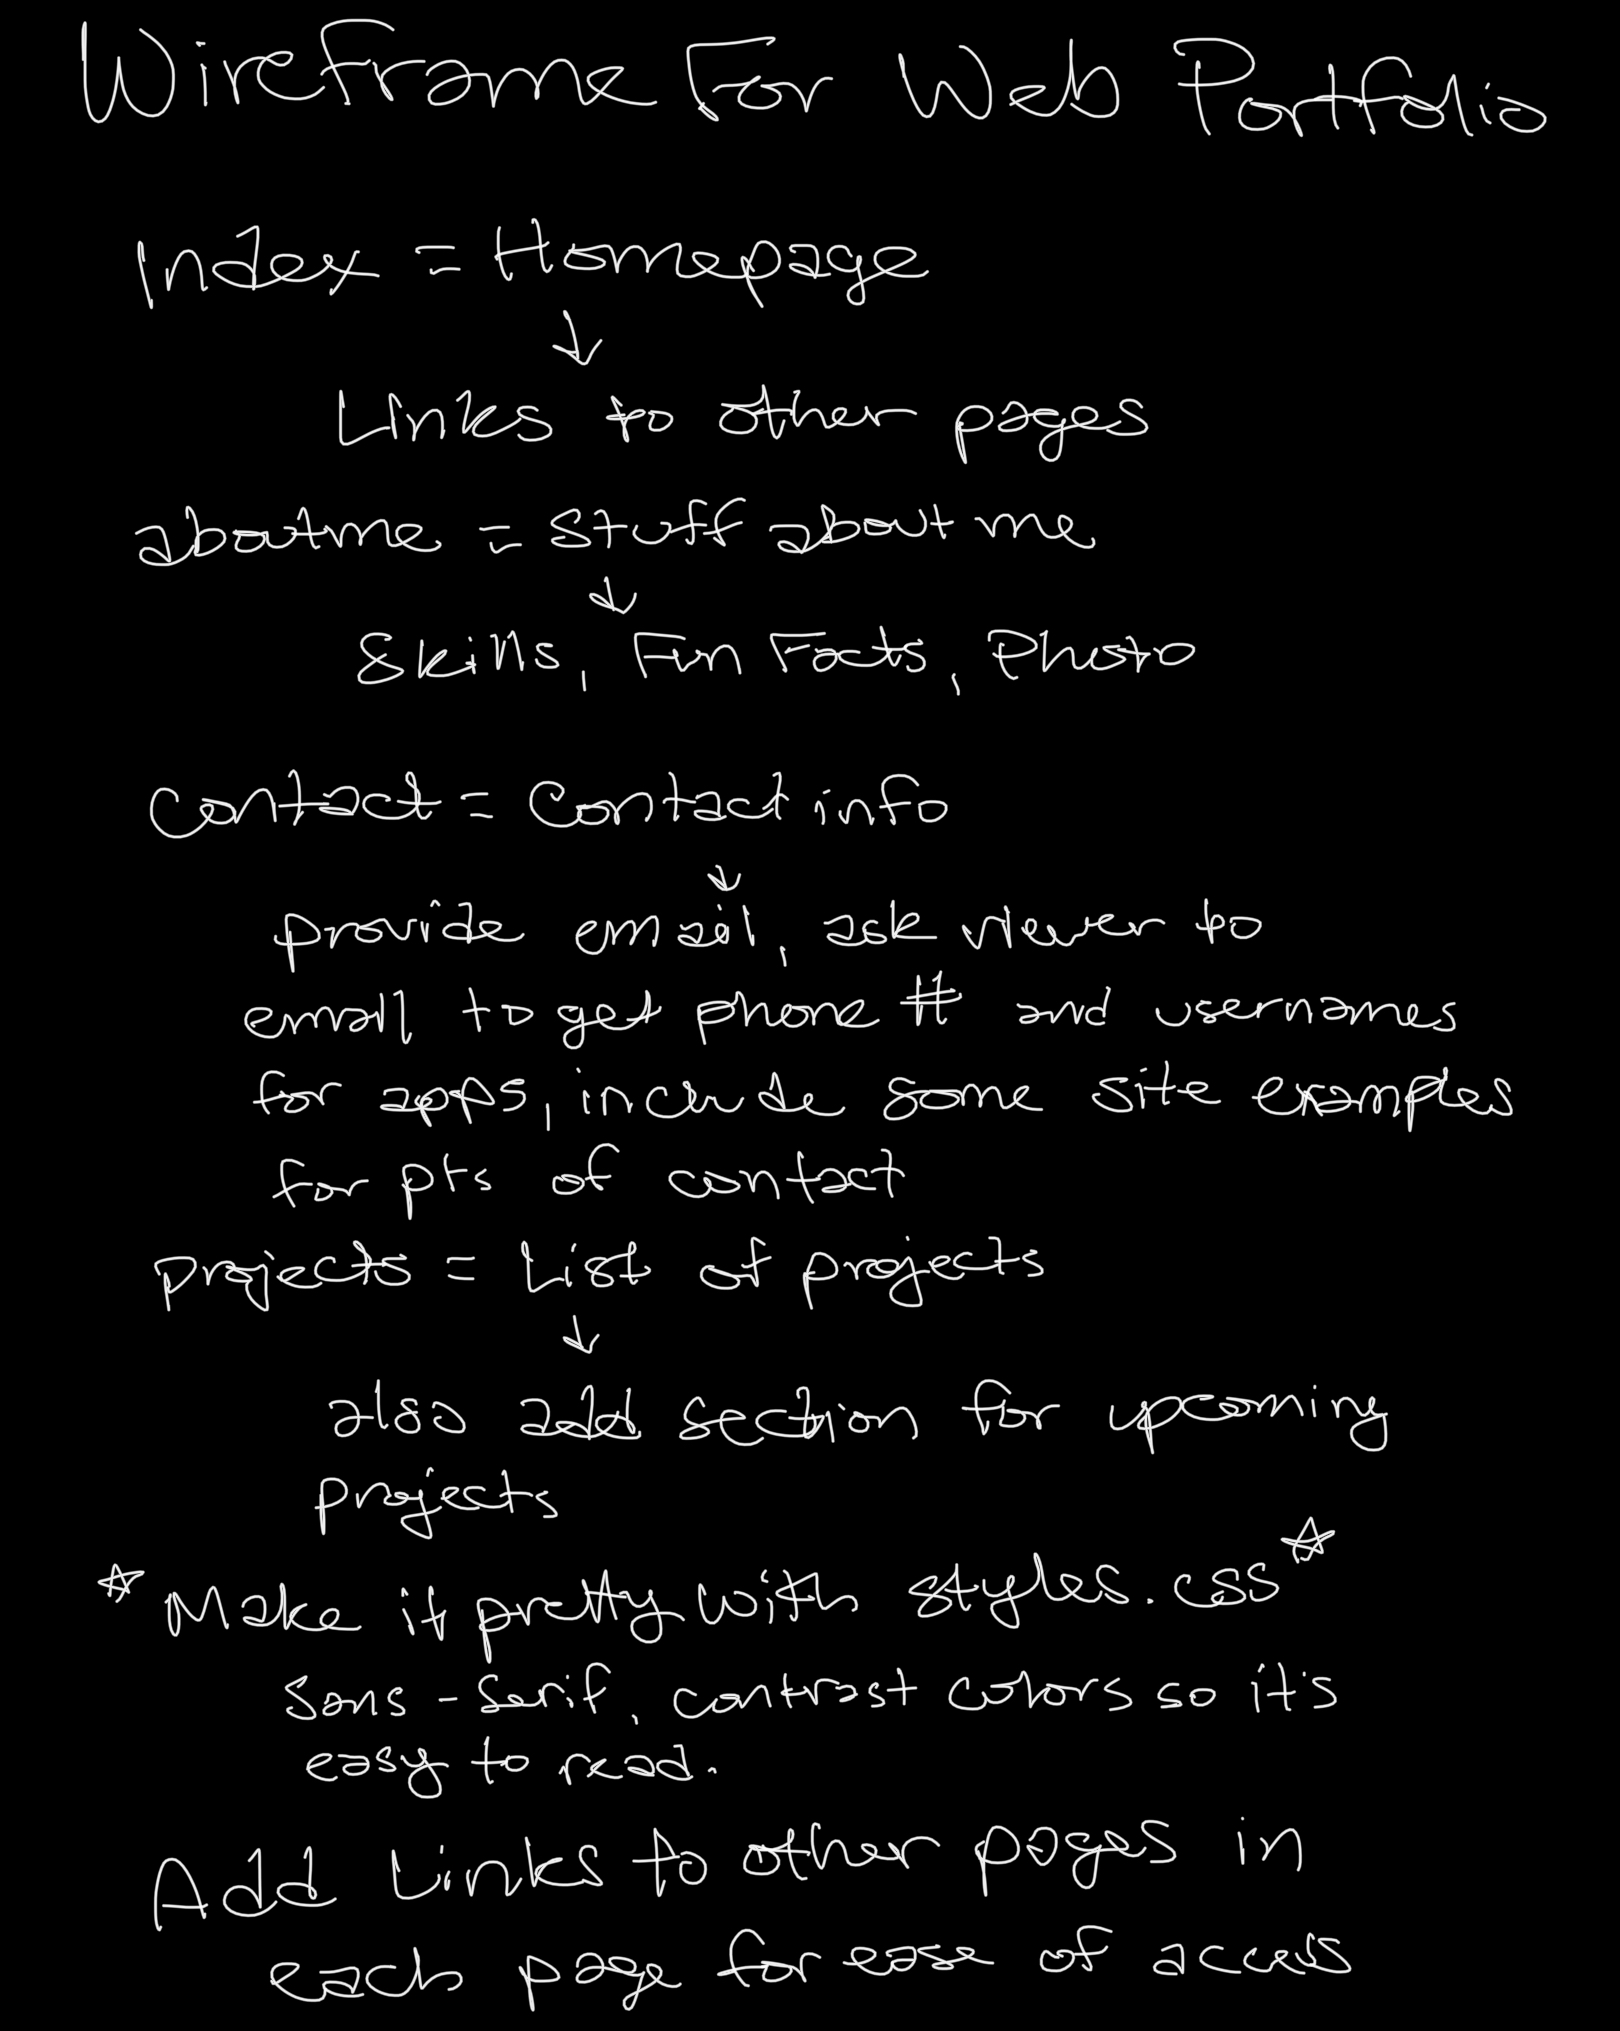 Wireframe For Web Portfolio
Index = Homepage
↓
Links to other pages
aboutme = Stuff about me
↓
Skills, Fun Facts, Photo
contact = Contact info
↓
provide email, ask viewer to
email to get phone # and usernames
for apps, include some site examples
for pts of contact
projects = List of projects
↓
also add section for upcoming
projects
☆ Make it pretty with styles.css ☆
Sans-Serif, contrast colors so it's
easy to read.
Add Links to other pages in
each page for ease of access